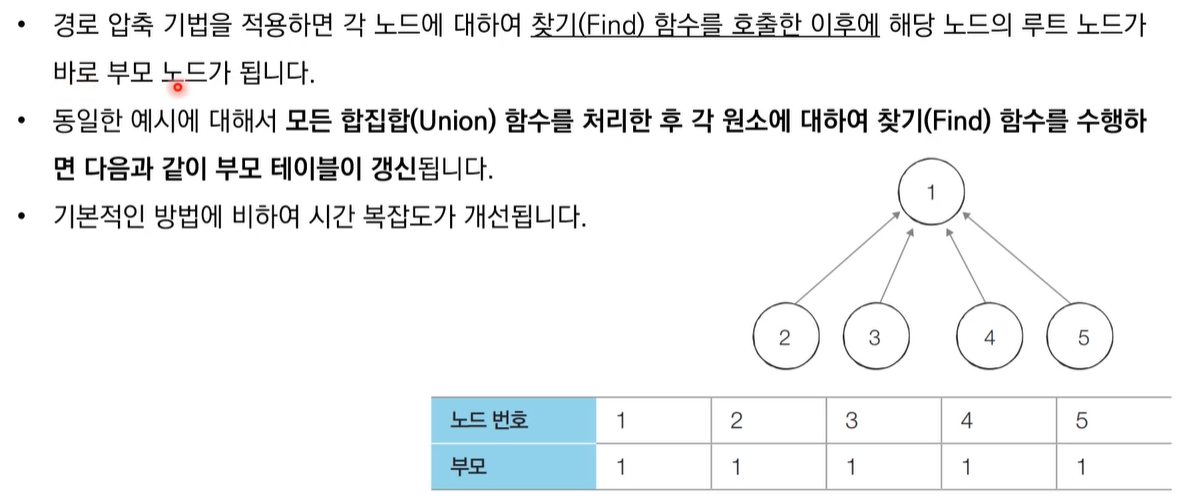 • 경로 압축 기법을 적용하면 각 노드에 대하여 찾기(Find) 함수를 호출한 이후에 해당 노드의 루트 노드가
바로 부모 노드가 됩니다.
• 동일한 예시에 대해서 모든 합집합(Union) 함수를 처리한 후 각 원소에 대하여 찾기(Find) 함수를 수행하
면 다음과 같이 부모 테이블이 갱신됩니다.
• 기본적인 방법에 비하여 시간 복잡도가 개선됩니다.
1
2 3 4 5
노드 번호 1 2 3 4 5
부모 1 1 1 1 1